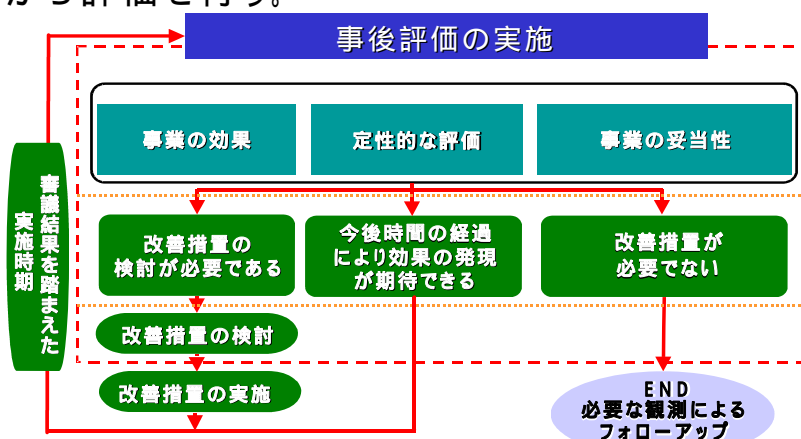 から評価を行う。
事後評価の実施
事業の効果
定性的な評価
事業の妥当性
審議結果を踏まえた
実施時期
改善措置の
検討が必要である
今後時間の経過
により効果の発現
が期待できる
改善措置が
必要でない
改善措置の検討
改善措置の実施
END
必要な観測による
フォローアップ